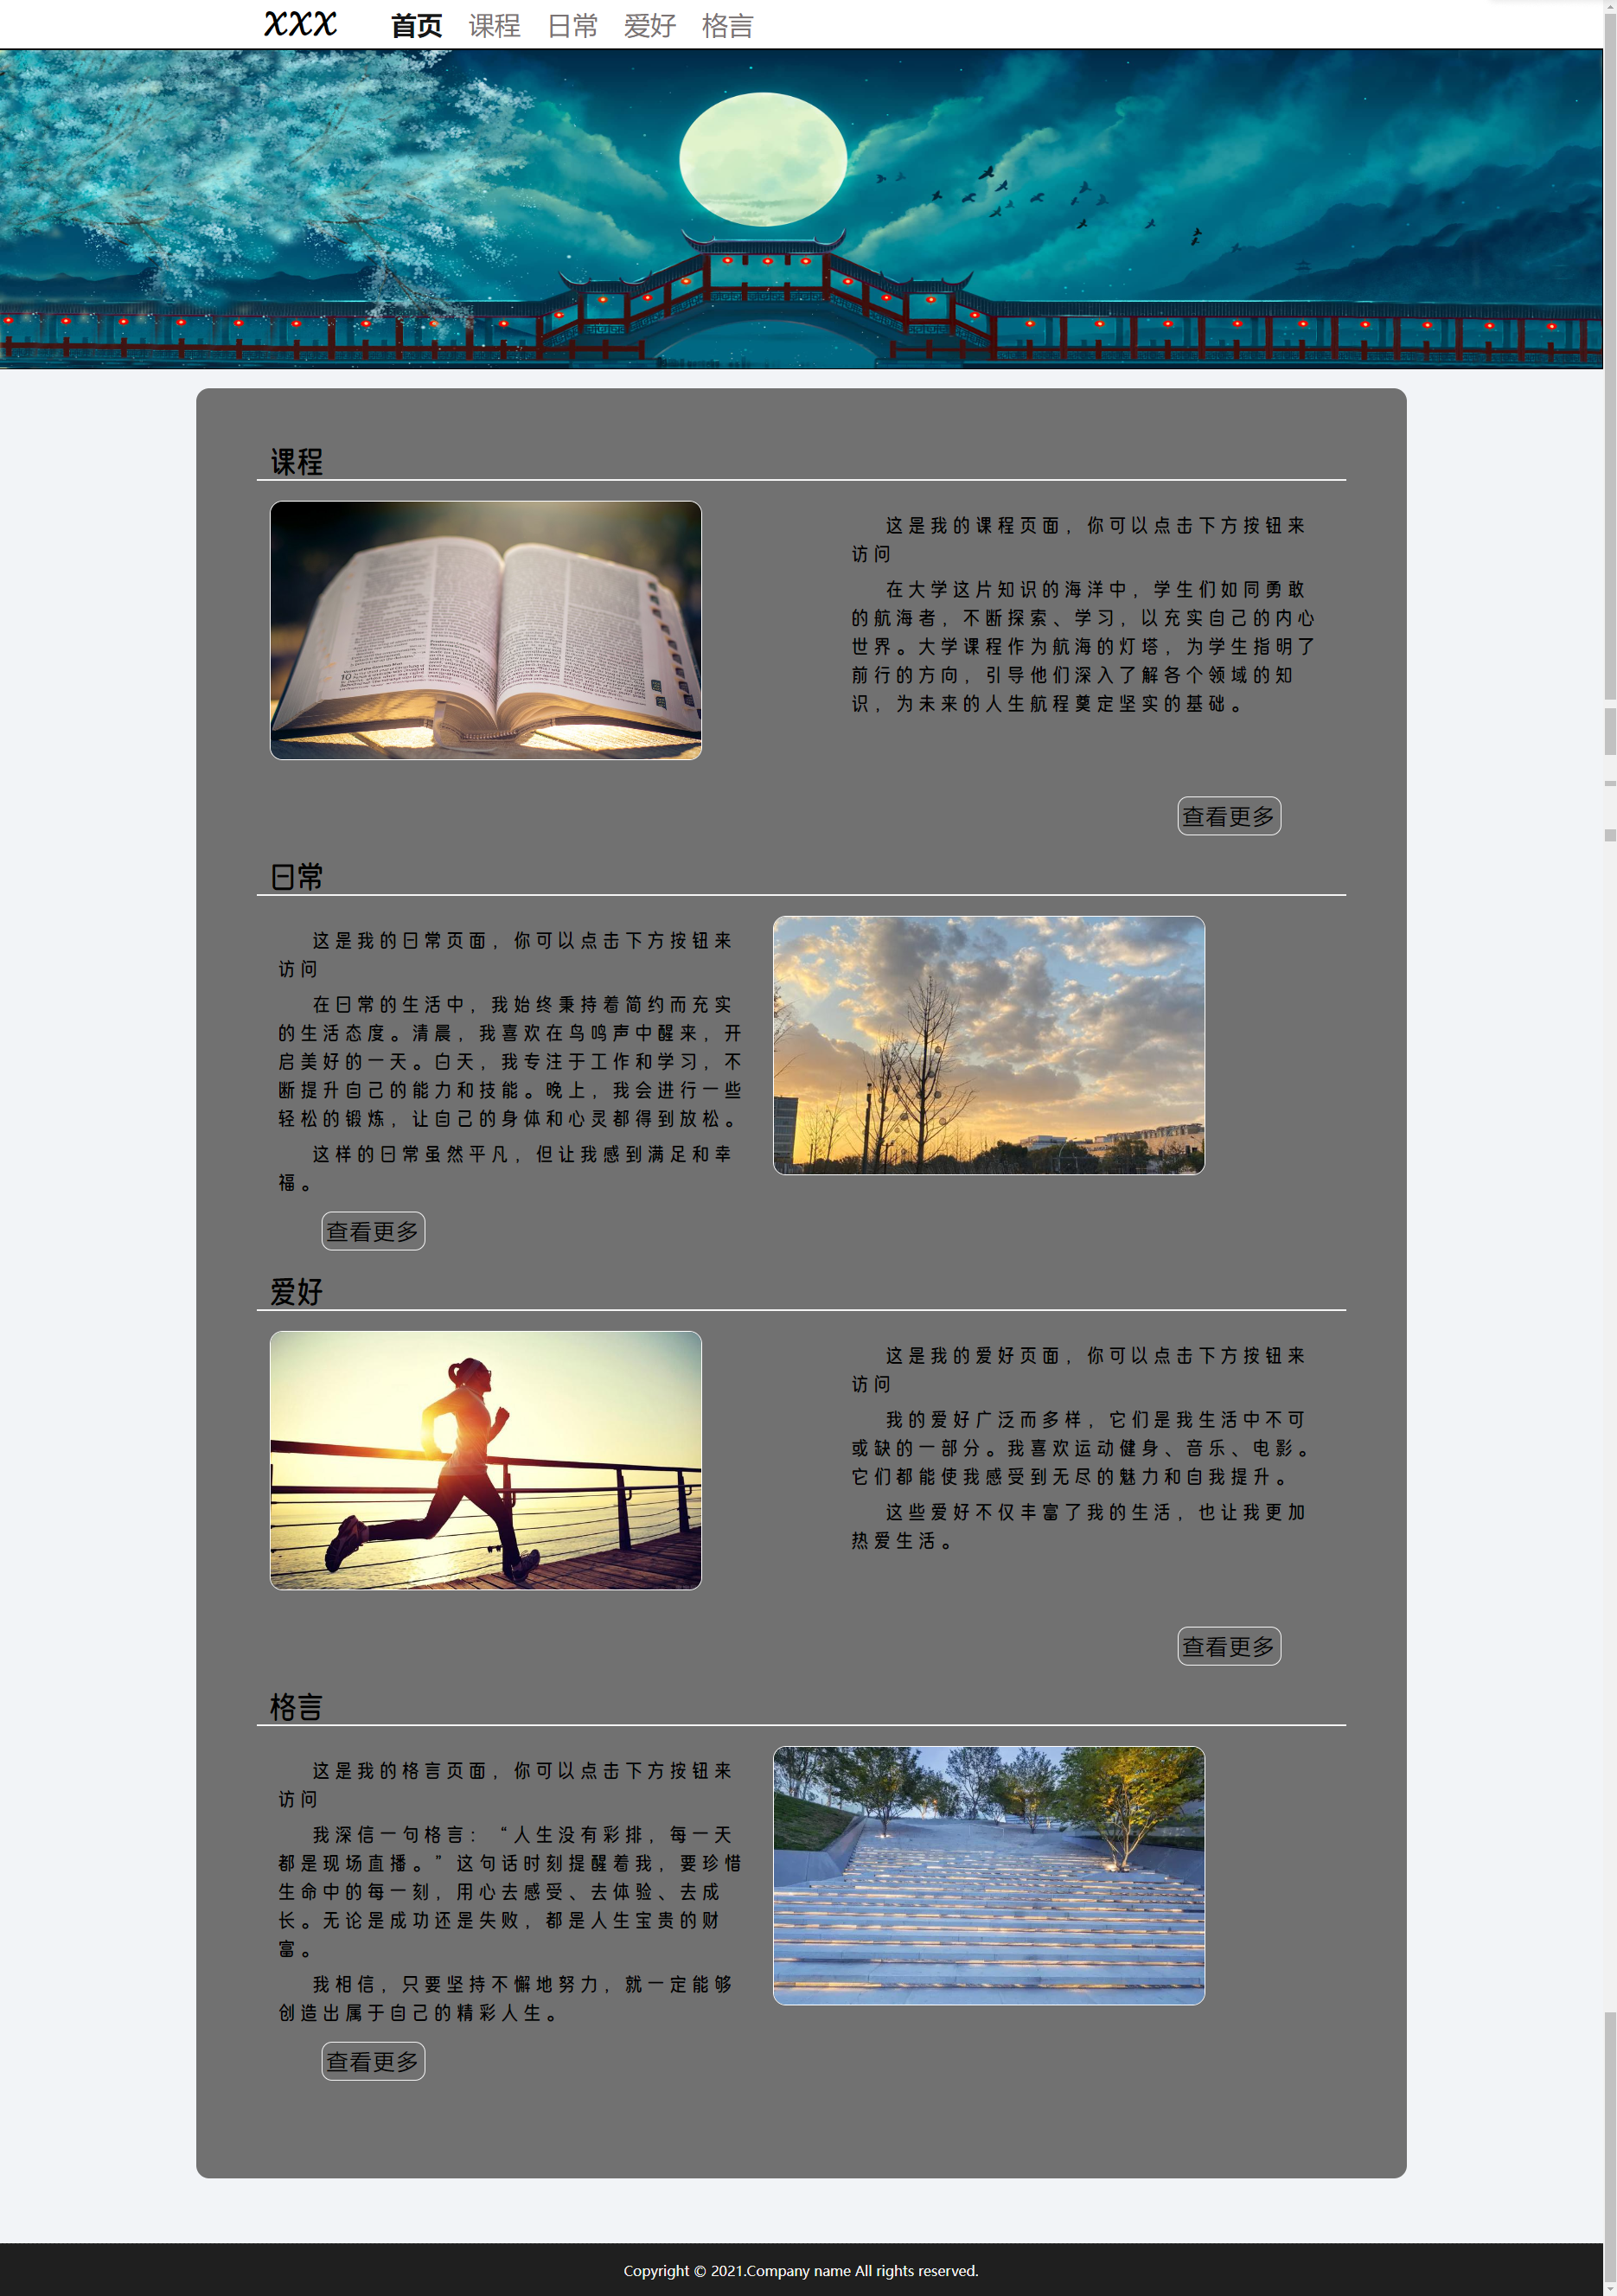 XXX 首页 课程 日常 爱好 格言
课程
这是我的课程页面，你可以点击下方按钮来
访问
在大学这片知识的海洋中，学生们如同勇敢
的航海者，不断探索、学习，以充实自己的内心
世界。大学课程作为航海的灯塔，为学生指明了
前行的方向，引导他们深入了解各个领域的知
识，为未来的人生航程奠定坚实的基础。
查看更多
日常
这是我的日常页面，你可以点击下方按钮来
访问
在日常的生活中，我始终秉持着简约而充实
的生活态度。清晨，我喜欢在鸟鸣声中醒来，开
启美好的一天。白天，我专注于工作和学习，不
断提升自己的能力和技能。晚上，我会进行一些
轻松的锻炼，让自己的身体和心灵都得到放松。
这样的日常虽然平凡，但让我感到满足和幸
福。
查看更多
爱好
这是我的爱好页面，你可以点击下方按钮来
访问
我的爱好广泛而多样，它们是我生活中不可
或缺的一部分。我喜欢运动健身、音乐、电影。
它们都能使我感受到无尽的魅力和自我提升。
这些爱好不仅丰富了我的生活，也让我更加
热爱生活。
查看更多
格言
这是我的格言页面，你可以点击下方按钮来
访问
我深信一句格言：“人生没有彩排，每一天
都是现场直播。”这句话时刻提醒着我，要珍惜
生命中的每一刻，用心去感受、去体验、去成
长。无论是成功还是失败，都是人生宝贵的财
富。
我相信，只要坚持不懈地努力，就一定能够
创造出属于自己的精彩人生。
查看更多
Copyright © 2021.Company name All rights reserved.